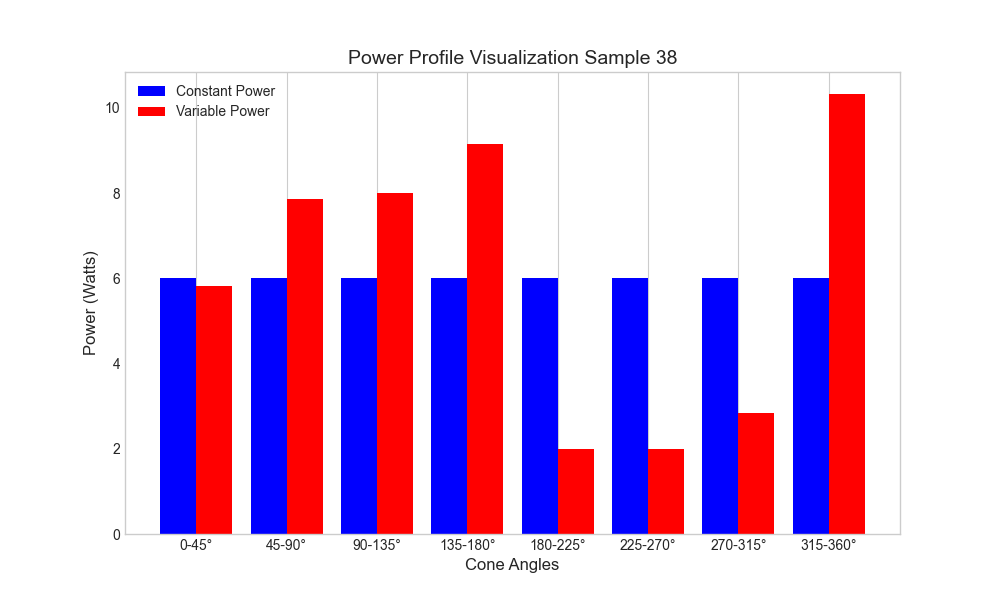 Power Profile Visualization Sample 38
Constant Power
Variable Power
Power (Watts)
10
8
6
4
2
0
0-45°
45-90°
90-135°
135-180°
180-225°
225-270°
270-315°
315-360°
Cone Angles